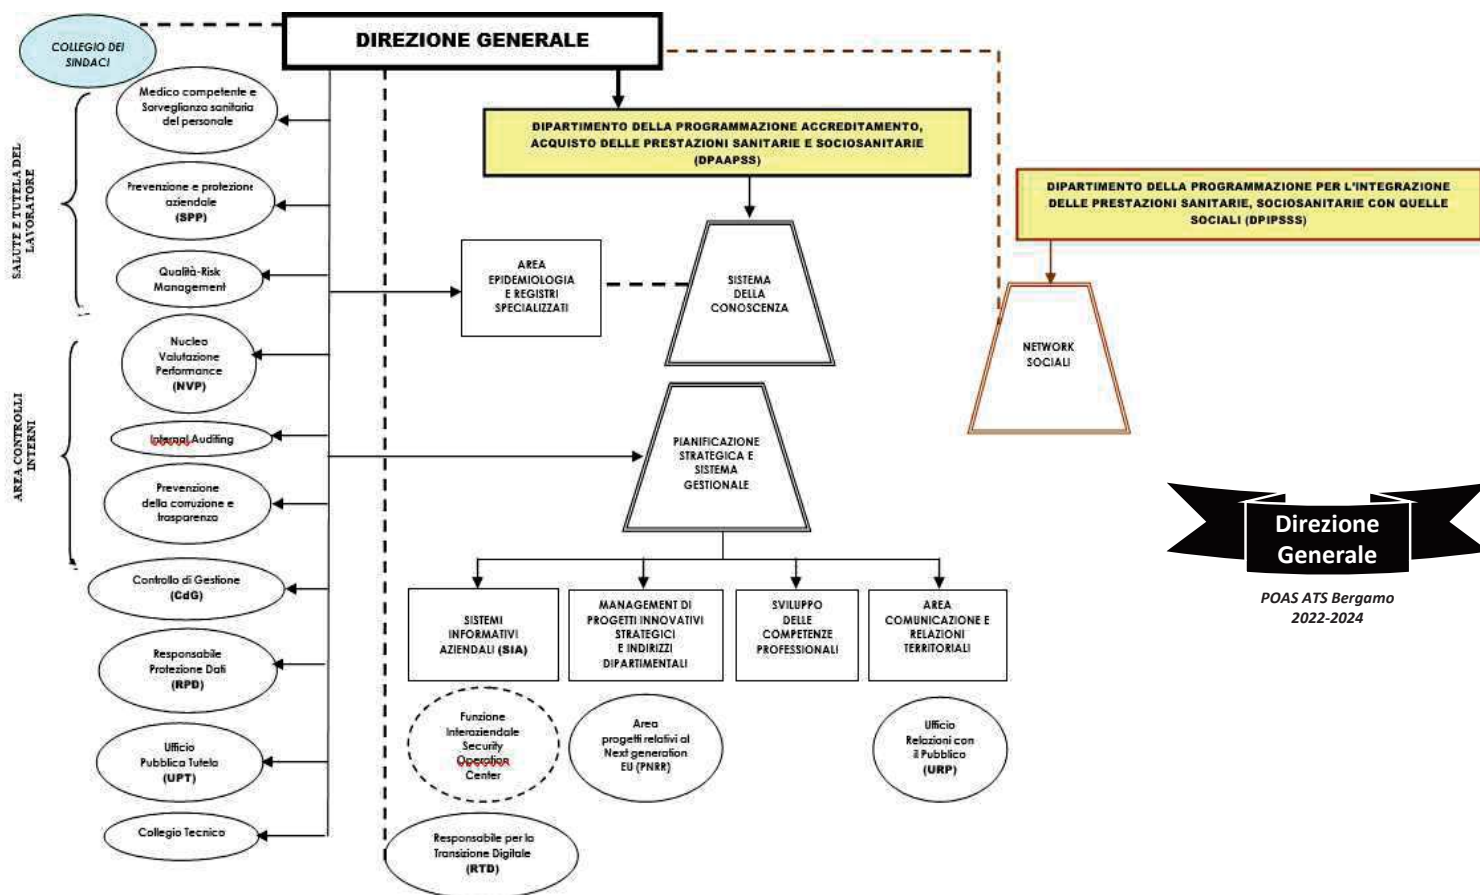 COLLEGIO DEI
SINDACI
DIREZIONE GENERALE
Medico competente e
Sorveglianza sanitaria
del personale
Prevenzione e protezione
aziendale
(SPP)
Qualità-Risk
Management
SALUTE E TUTELA DEL
LAVORATORE
Nucleo
Valutazione
Performance
(NVP)
Internal Auditing
Prevenzione
della corruzione e
trasparenza
AREA CONTROLLI
INTERNI
Controllo di Gestione
(CdG)
Responsabile
Protezione Dati
(RPD)
Ufficio
Pubblica Tutela
(UPT)
Collegio Tecnico
DIPARTIMENTO DELLA PROGRAMMAZIONE ACCREDITAMENTO,
ACQUISTO DELLE PRESTAZIONI SANITARIE E SOCIOSANITARIE
(DPAAPSS)
DIPARTIMENTO DELLA PROGRAMMAZIONE PER L'INTEGRAZIONE
DELLE PRESTAZIONI SANITARIE, SOCIOSANITARIE CON QUELLE
SOCIALI (DPIPSSS)
AREA
EPIDEMIOLOGIA
E REGISTRI
SPECIALIZZATI
SISTEMA
DELLA
CONOSCENZA
NETWORK
SOCIALI
PIANIFICAZIONE
STRATEGICA E
SISTEMA
GESTIONALE
SISTEMI
INFORMATIVI
AZIENDALI (SIA)
MANAGEMENT DI
PROGETTI INNOVATIVI
STRATEGICI
E INDIRIZZI
DIPARTIMENTALI
SVILUPPO
DELLE
COMPETENZE
PROFESSIONALI
AREA
COMUNICAZIONE E
RELAZIONI
TERRITORIALI
Funzione
Interaziendale
Security
Operation
Center
Area
progetti relativi al
Next generation
EU (PNRR)
Ufficio
Relazioni con
il Pubblico
(URP)
Responsabile per la
Transizione Digitale
(RTD)
Direzione
Generale
POAS ATS Bergamo
2022-2024